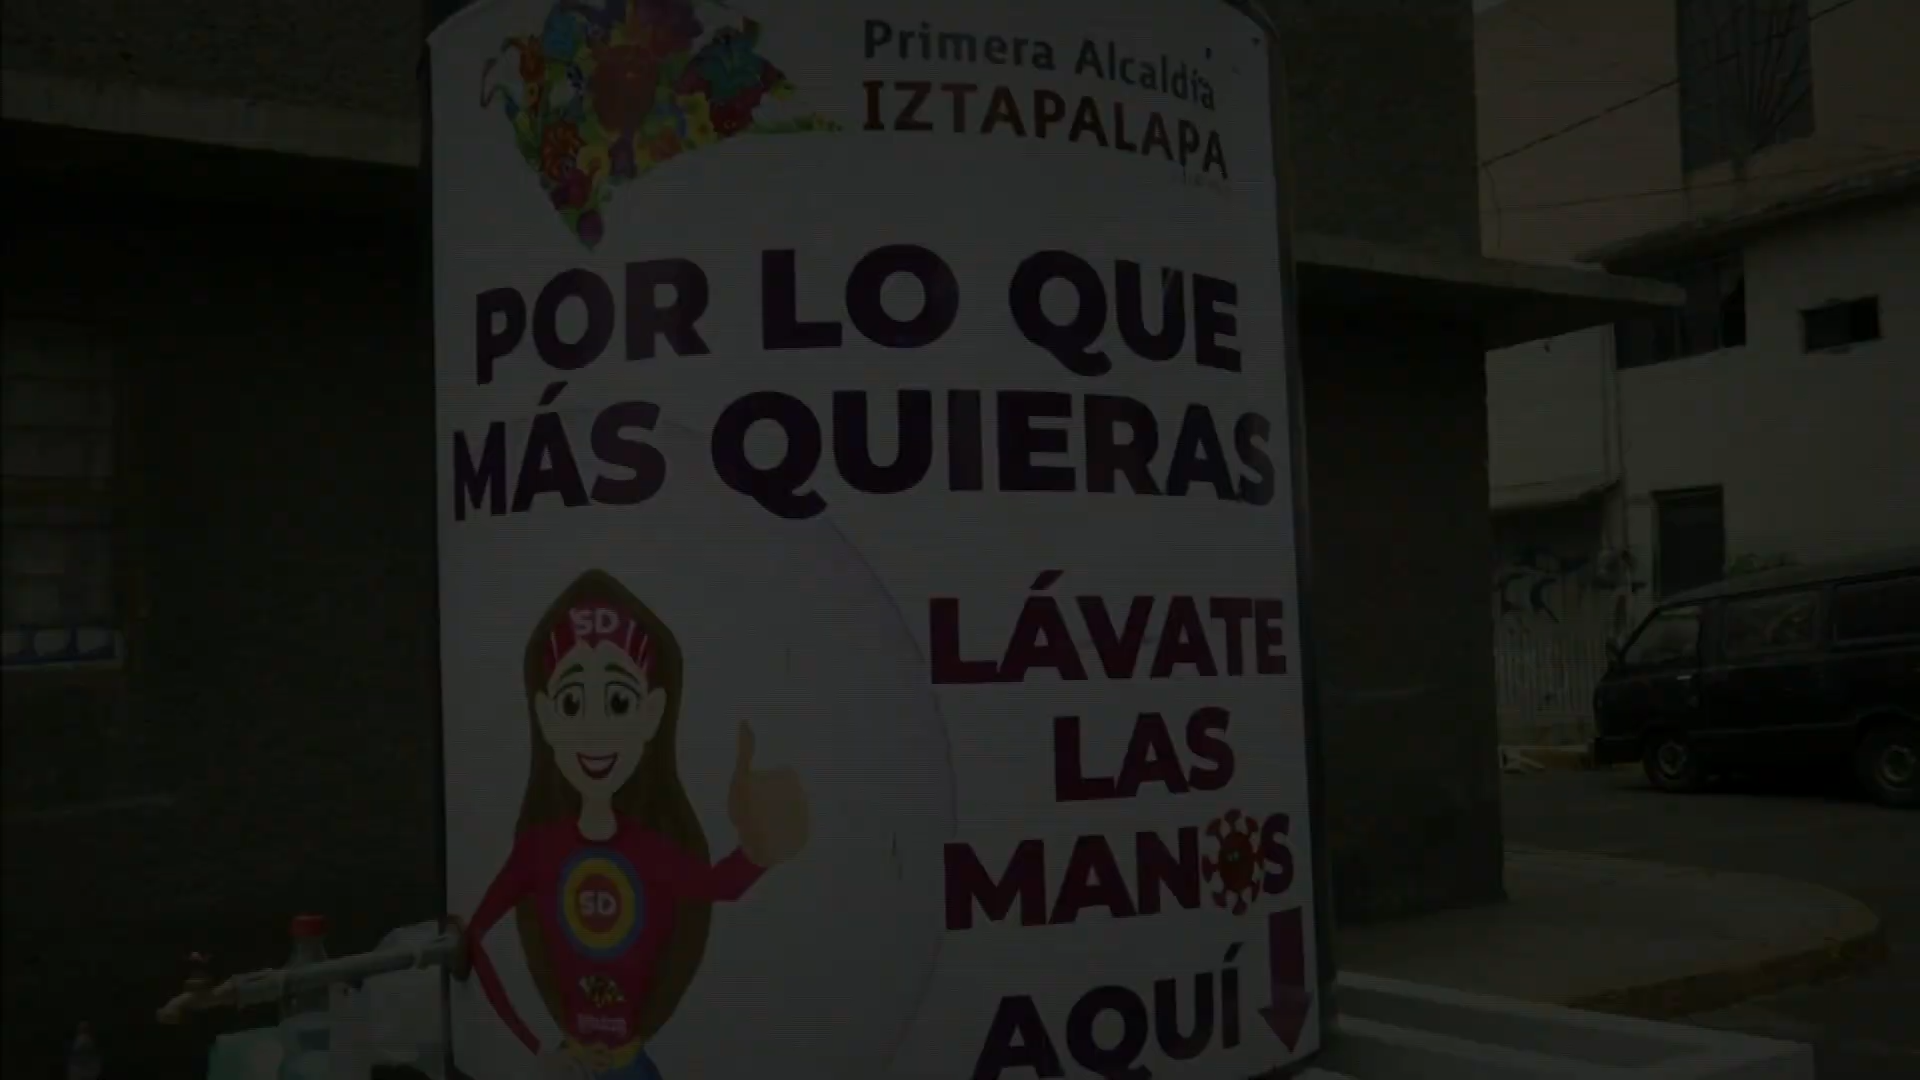 Primera Alcaldía
IZTAPALAPA
POR LO QUE
MÁS QUIERAS
LÁVATE
LAS
MANOS
AQUÍ
SD
SD